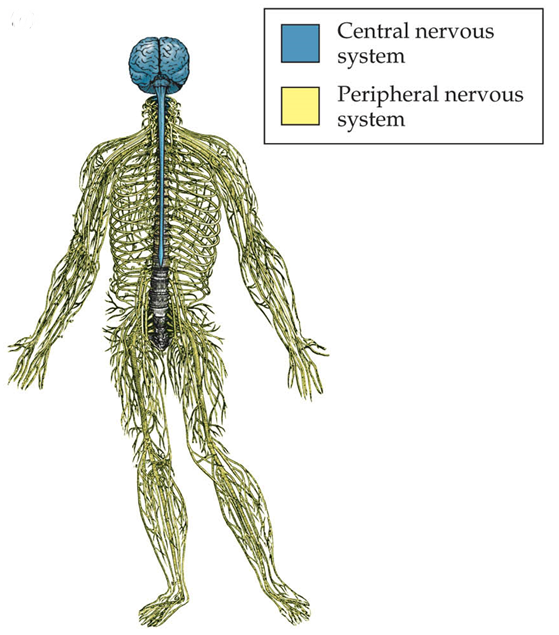 Central nervous
system
Peripheral nervous
system